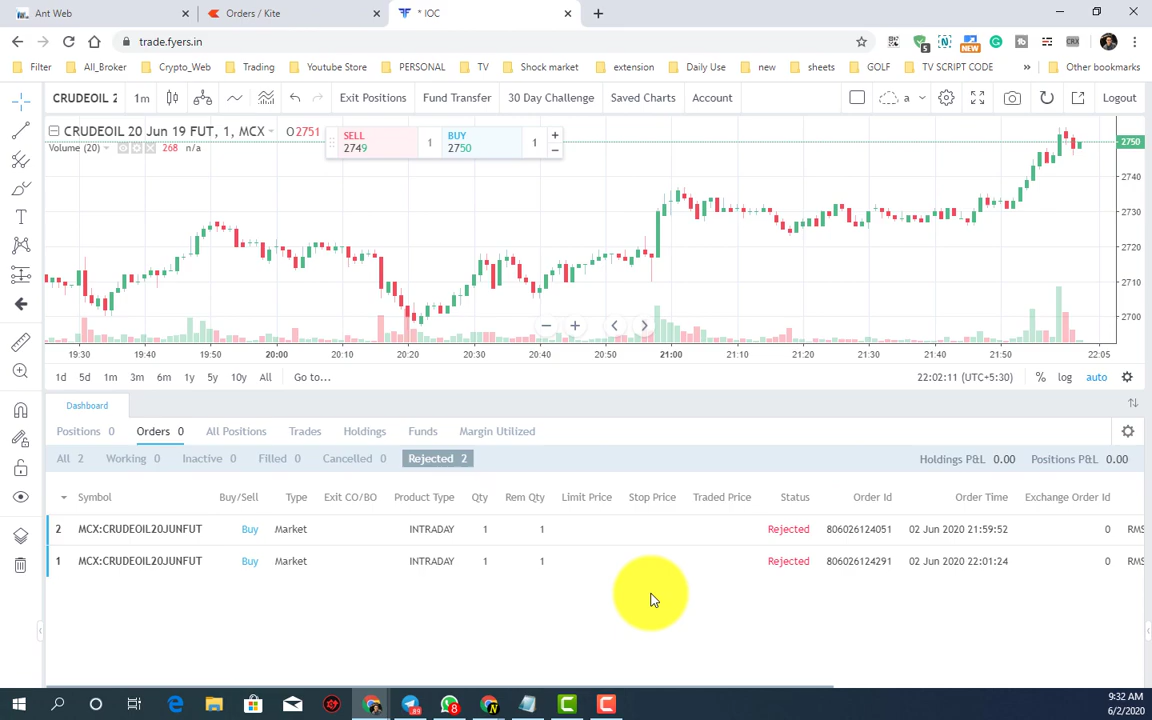 Ant Web
Orders / Kite
* IOC
trade.fyers.in
5
NEW
CRX
Filter
All_Broker
Crypto_Web
Trading
Youtube Store
PERSONAL
TV
Shock market
extension
Daily Use
new
sheets
GOLF
TV SCRIPT CODE
»
Other bookmarks
CRUDEOIL 2
1m
Exit Positions
Fund Transfer
30 Day Challenge
Saved Charts
Account
a
Logout
CRUDEOIL 20 Jun 19 FUT, 1, MCX
O2751
SELL
2749
1
BUY
2750
1
Volume (20)
268 n/a
2750
2740
2730
2720
2710
2700
19:30 19:40 19:50 20:00 20:10 20:20 20:30 20:40 20:50 21:00 21:10 21:20 21:30 21:40 21:50 22:05
1d 5d 1m 3m 6m 1y 5y 10y All Go to...
22:02:11 (UTC+5:30) % log auto
Dashboard
Positions 0 Orders 0 All Positions Trades Holdings Funds Margin Utilized
All 2 Working 0 Inactive 0 Filled 0 Cancelled 0 Rejected 2 Holdings P&L 0.00 Positions P&L 0.00
Symbol Buy/Sell Type Exit CO/BO Product Type Qty Rem Qty Limit Price Stop Price Traded Price Status Order Id Order Time Exchange Order Id
2 MCX:CRUDEOIL20JUNFUT Buy Market INTRADAY 1 1 Rejected 806026124051 02 Jun 2020 21:59:52 0 RMS
1 MCX:CRUDEOIL20JUNFUT Buy Market INTRADAY 1 1 Rejected 806026124291 02 Jun 2020 22:01:24 0 RMS
9:32 AM
6/2/2020